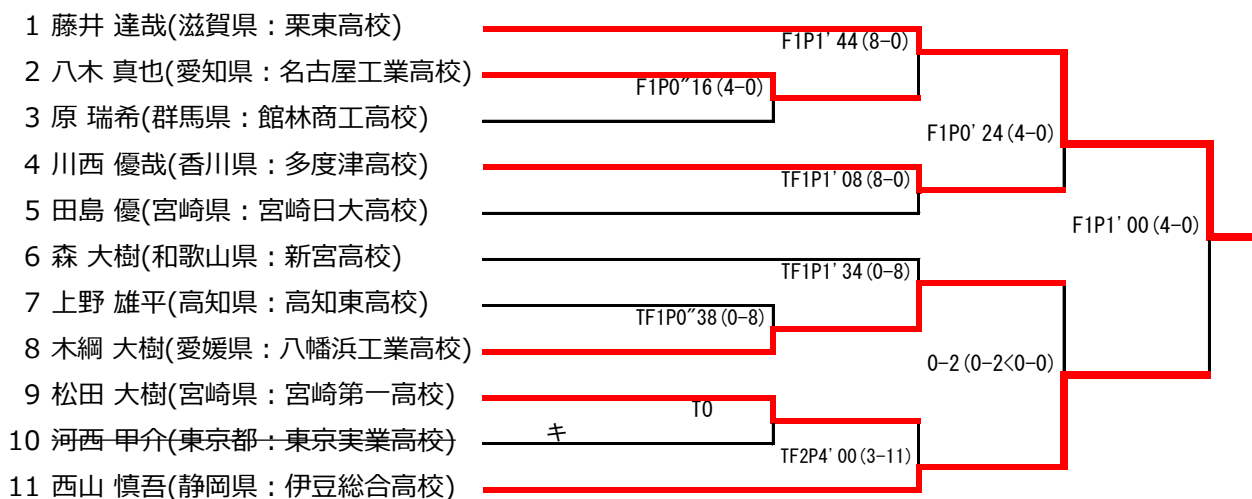 1 藤井 達哉(滋賀県：栗東高校)
F1P1'44(8-0)
2 八木 真也(愛知県：名古屋工業高校)
F1P0"16(4-0)
3 原 瑞希(群馬県：館林商工高校)
F1P0'24(4-0)
4 川西 優哉(香川県：多度津高校)
TF1P1'08(8-0)
5 田島 優(宮崎県：宮崎日大高校)
F1P1'00(4-0)
6 森 大樹(和歌山県：新宮高校)
TF1P1'34(0-8)
7 上野 雄平(高知県：高知東高校)
TF1P0"38(0-8)
8 木綱 大樹(愛媛県：八幡浜工業高校)
0-2(0-2<0-0)
9 松田 大樹(宮崎県：宮崎第一高校)
T0
10 河西 甲介(東京都：東京実業高校)
キ
TF2P4'00(3-11)
11 西山 慎吾(静岡県：伊豆総合高校)